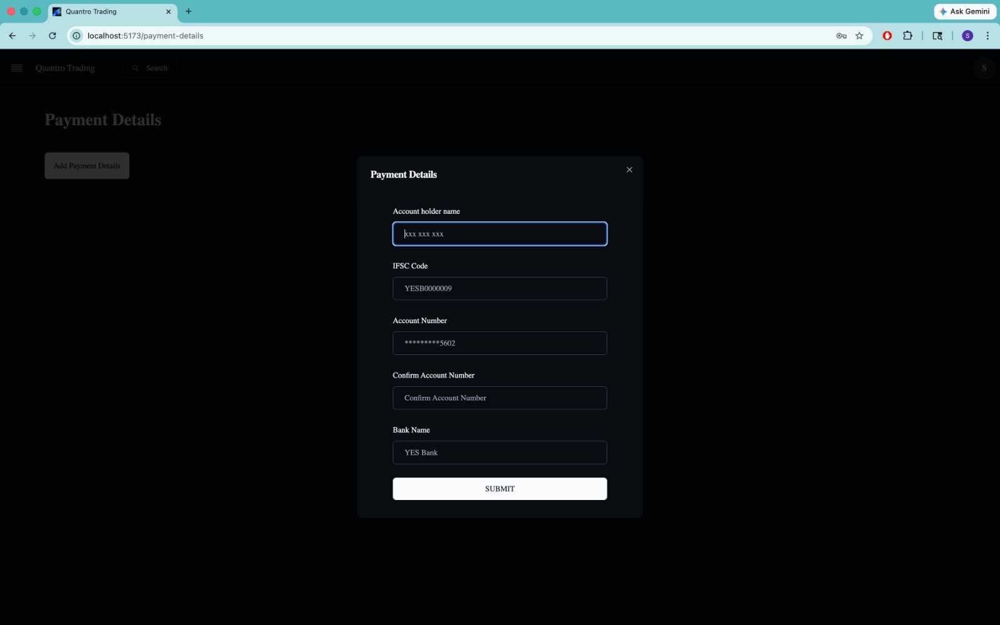 Quantro Trading
Ask Gemini
localhost:5173/payment-details
S
Quantro Trading
Search
S
Payment Details
Add Payment Details
Payment Details
Account holder name
xxx xxx xxx
IFSC Code
YESB0000009
Account Number
*********5602
Confirm Account Number
Confirm Account Number
Bank Name
YES Bank
SUBMIT